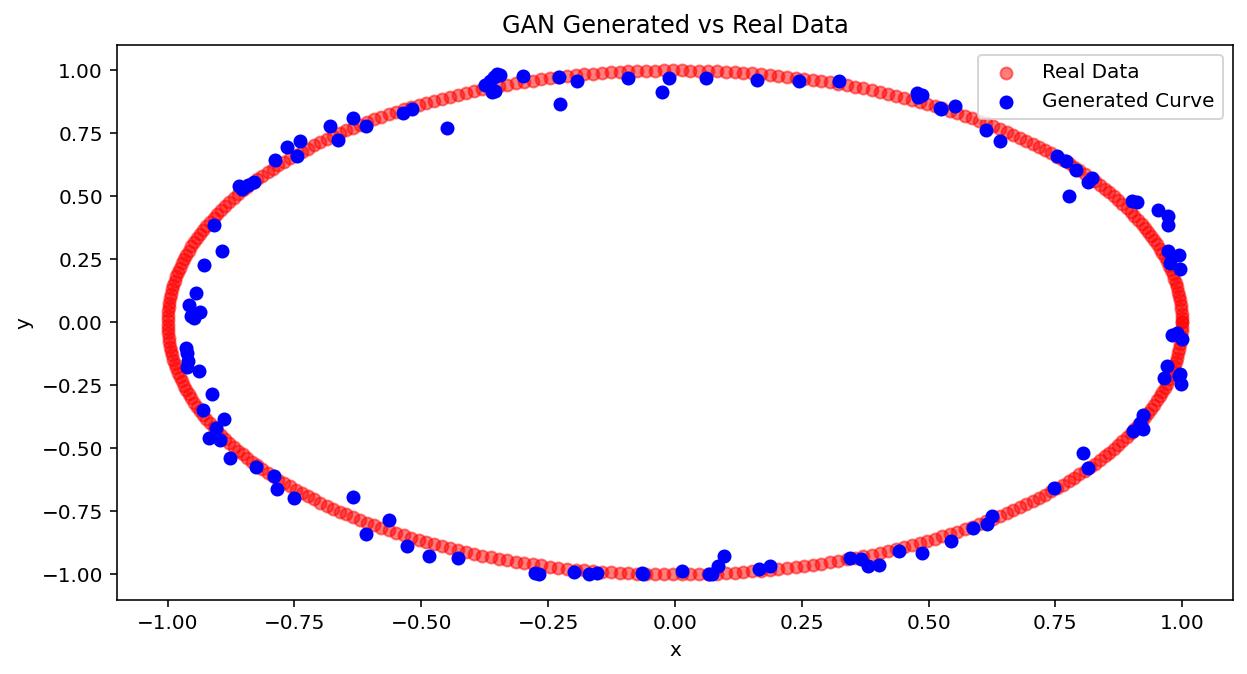 GAN Generated vs Real Data
Real Data
Generated Curve
1.00
0.75
0.50
0.25
0.00
−0.25
−0.50
−0.75
−1.00
y
−1.00 −0.75 −0.50 −0.25 0.00 0.25 0.50 0.75 1.00
x